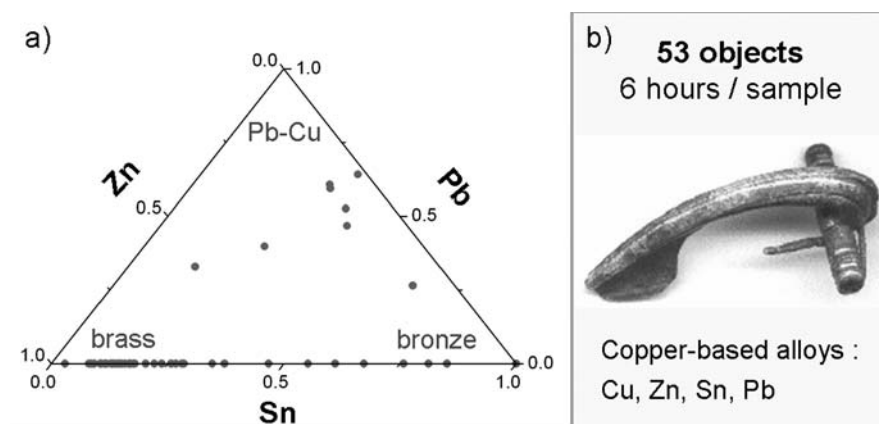 a)
0.0
1.0
Pb-Cu
Zn
Pb
0.5
0.5
brass
bronze
1.0
0.0
0.0
0.5
1.0
Sn
b)
53 objects
6 hours / sample
Copper-based alloys :
Cu, Zn, Sn, Pb